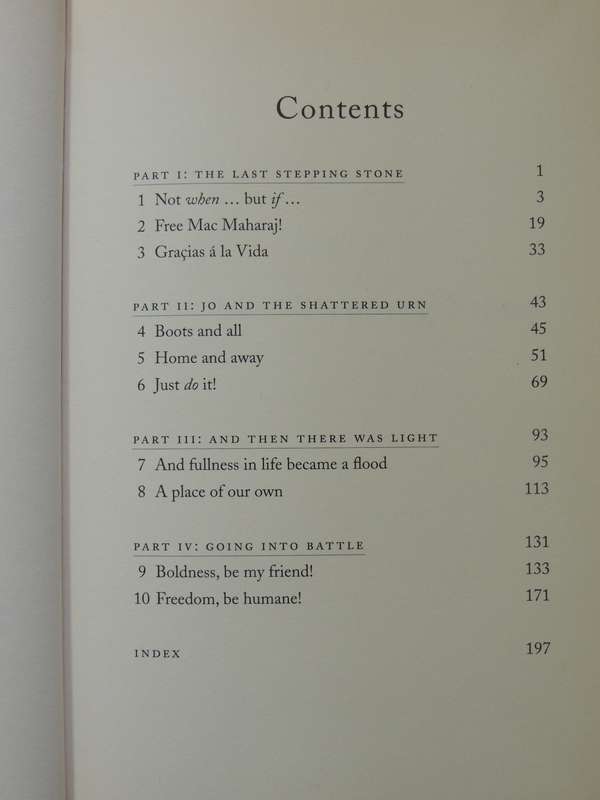 Contents
PART I: THE LAST STEPPING STONE 1
1 Not when … but if … 3
2 Free Mac Maharaj! 19
3 Graçias á la Vida 33
PART II: JO AND THE SHATTERED URN 43
4 Boots and all 45
5 Home and away 51
6 Just do it! 69
PART III: AND THEN THERE WAS LIGHT 93
7 And fullness in life became a flood 95
8 A place of our own 113
PART IV: GOING INTO BATTLE 131
9 Boldness, be my friend! 133
10 Freedom, be humane! 171
INDEX 197